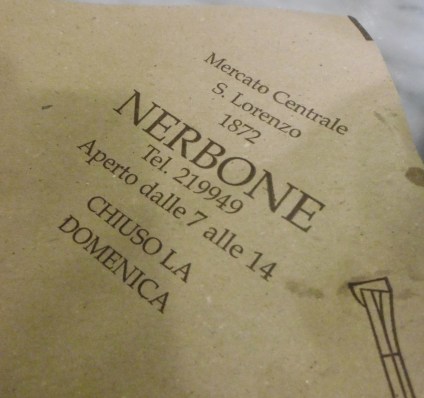 Mercato Centrale
S. Lorenzo
1872
NERBONE
Tel. 219949
Aperto dalle 7 alle 14
CHIUSO LA
DOMENICA